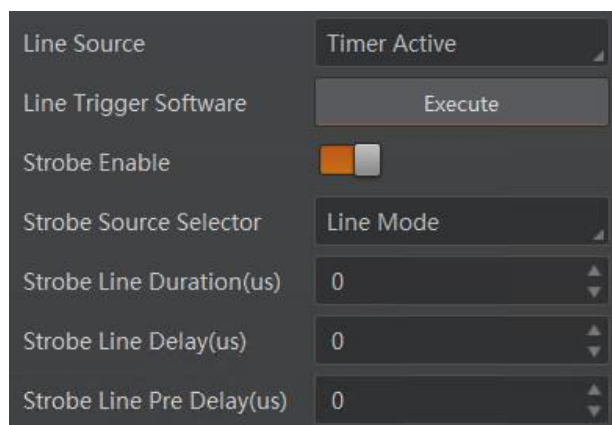 Line Source Timer Active
Line Trigger Software Execute
Strobe Enable
Strobe Source Selector Line Mode
Strobe Line Duration(us) 0
Strobe Line Delay(us) 0
Strobe Line Pre Delay(us) 0